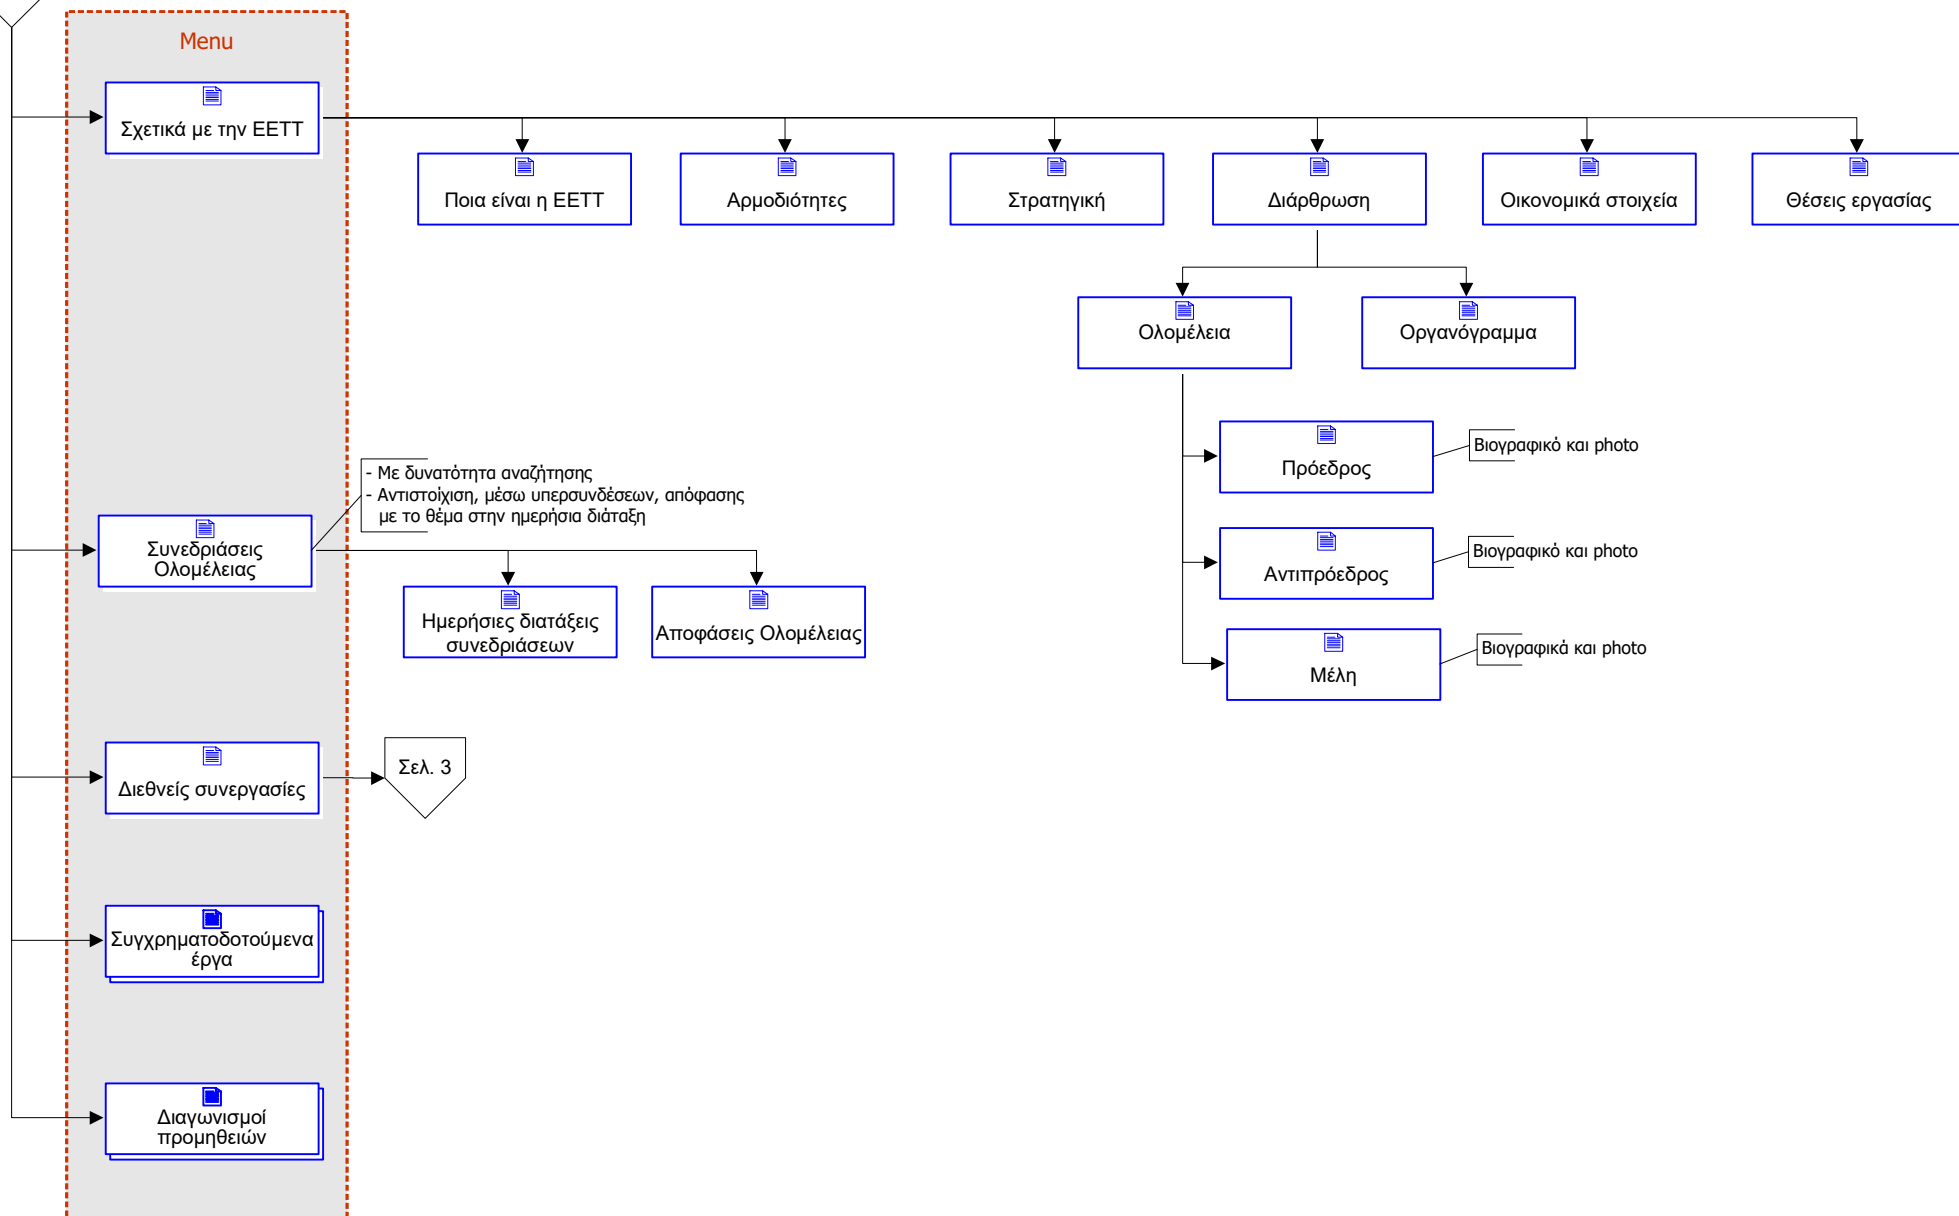 Menu
Σχετικά με την ΕΕΤΤ
Ποια είναι η ΕΕΤΤ
Αρμοδιότητες
Στρατηγική
Διάρθρωση
Οικονομικά στοιχεία
Θέσεις εργασίας
Ολομέλεια
Οργανόγραμμα
Πρόεδρος
Βιογραφικό και photo
- Με δυνατότητα αναζήτησης
- Αντιστοίχιση, μέσω υπερσυνδέσεων, απόφασης
με το θέμα στην ημερήσια διάταξη
Συνεδριάσεις
Ολομέλειας
Αντιπρόεδρος
Βιογραφικό και photo
Ημερήσιες διατάξεις
συνεδριάσεων
Αποφάσεις Ολομέλειας
Μέλη
Βιογραφικά και photo
Διεθνείς συνεργασίες
Σελ. 3
Συγχρηματοδοτούμενα
έργα
Διαγωνισμοί
προμηθειών